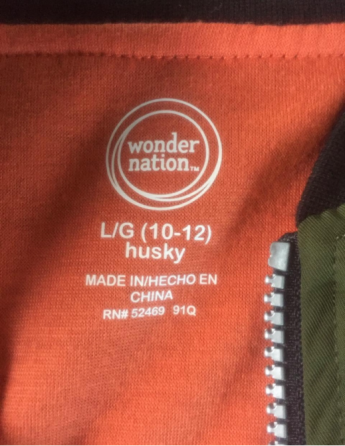 wonder
nation™
L/G (10-12)
husky
MADE IN/HECHO EN
CHINA
RN# 52469 91Q